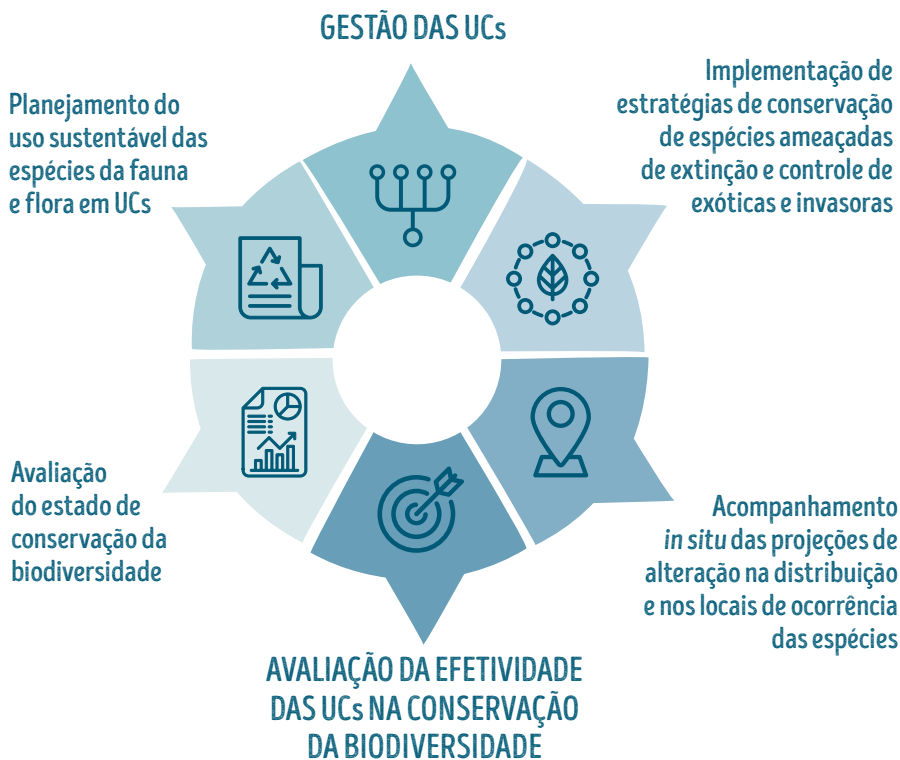 GESTÃO DAS UCs
Implementação de
estratégias de conservação
de espécies ameaçadas
de extinção e controle de
exóticas e invasoras
Acompanhamento
in situ das projeções de
alteração na distribuição
e nos locais de ocorrência
das espécies
AVALIAÇÃO DA EFETIVIDADE
DAS UCs NA CONSERVAÇÃO
DA BIODIVERSIDADE
Avaliação
do estado de
conservação da
biodiversidade
Planejamento do
uso sustentável das
espécies da fauna
e flora em UCs